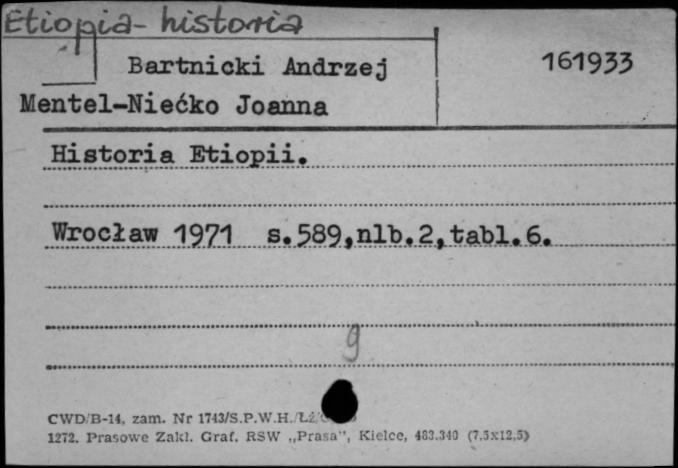 Etiopia - historia
Bartnicki Andrzej
161933
Mentel-Niećko Joanna
Historia Etiopii.
Wrocław 1971 s.589,nlb.2,tabl.6.
g
CWD/B-14, zam. Nr 1743/S.P.W.H./ŁŻ/
1272. Prasowe Zakł. Graf. RSW „Prasa", Kielce, 483.340 (7,5x12,5)